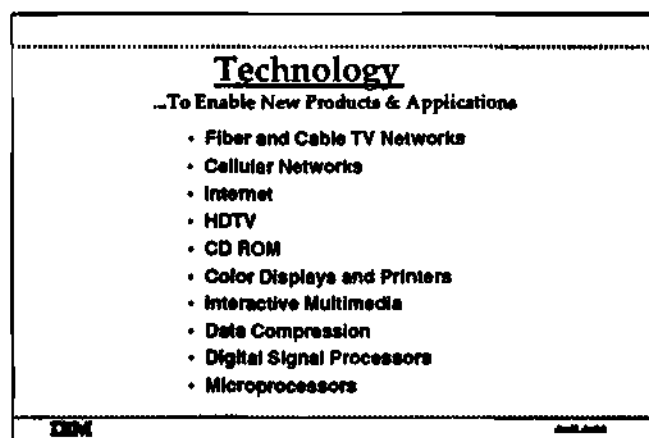 Technology
...To Enable New Products & Applications
• Fiber and Cable TV Networks
• Cellular Networks
• Internet
• HDTV
• CD ROM
• Color Displays and Printers
• Interactive Multimedia
• Data Compression
• Digital Signal Processors
• Microprocessors
IBM